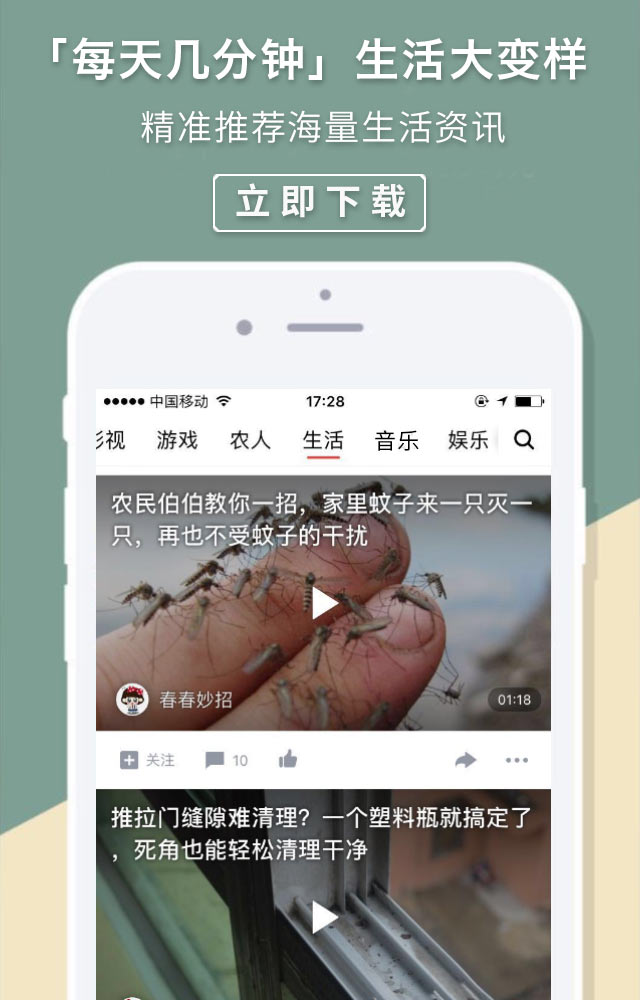 「每天几分钟」生活大变样
精准推荐海量生活资讯
立即下载
中国移动 17:28
影视 游戏 农人 生活 音乐 娱乐
农民伯伯教你一招，家里蚊子来一只灭一
只，再也不受蚊子的干扰
春春妙招 01:18
关注 10
推拉门缝隙难清理？一个塑料瓶就搞定了
，死角也能轻松清理干净